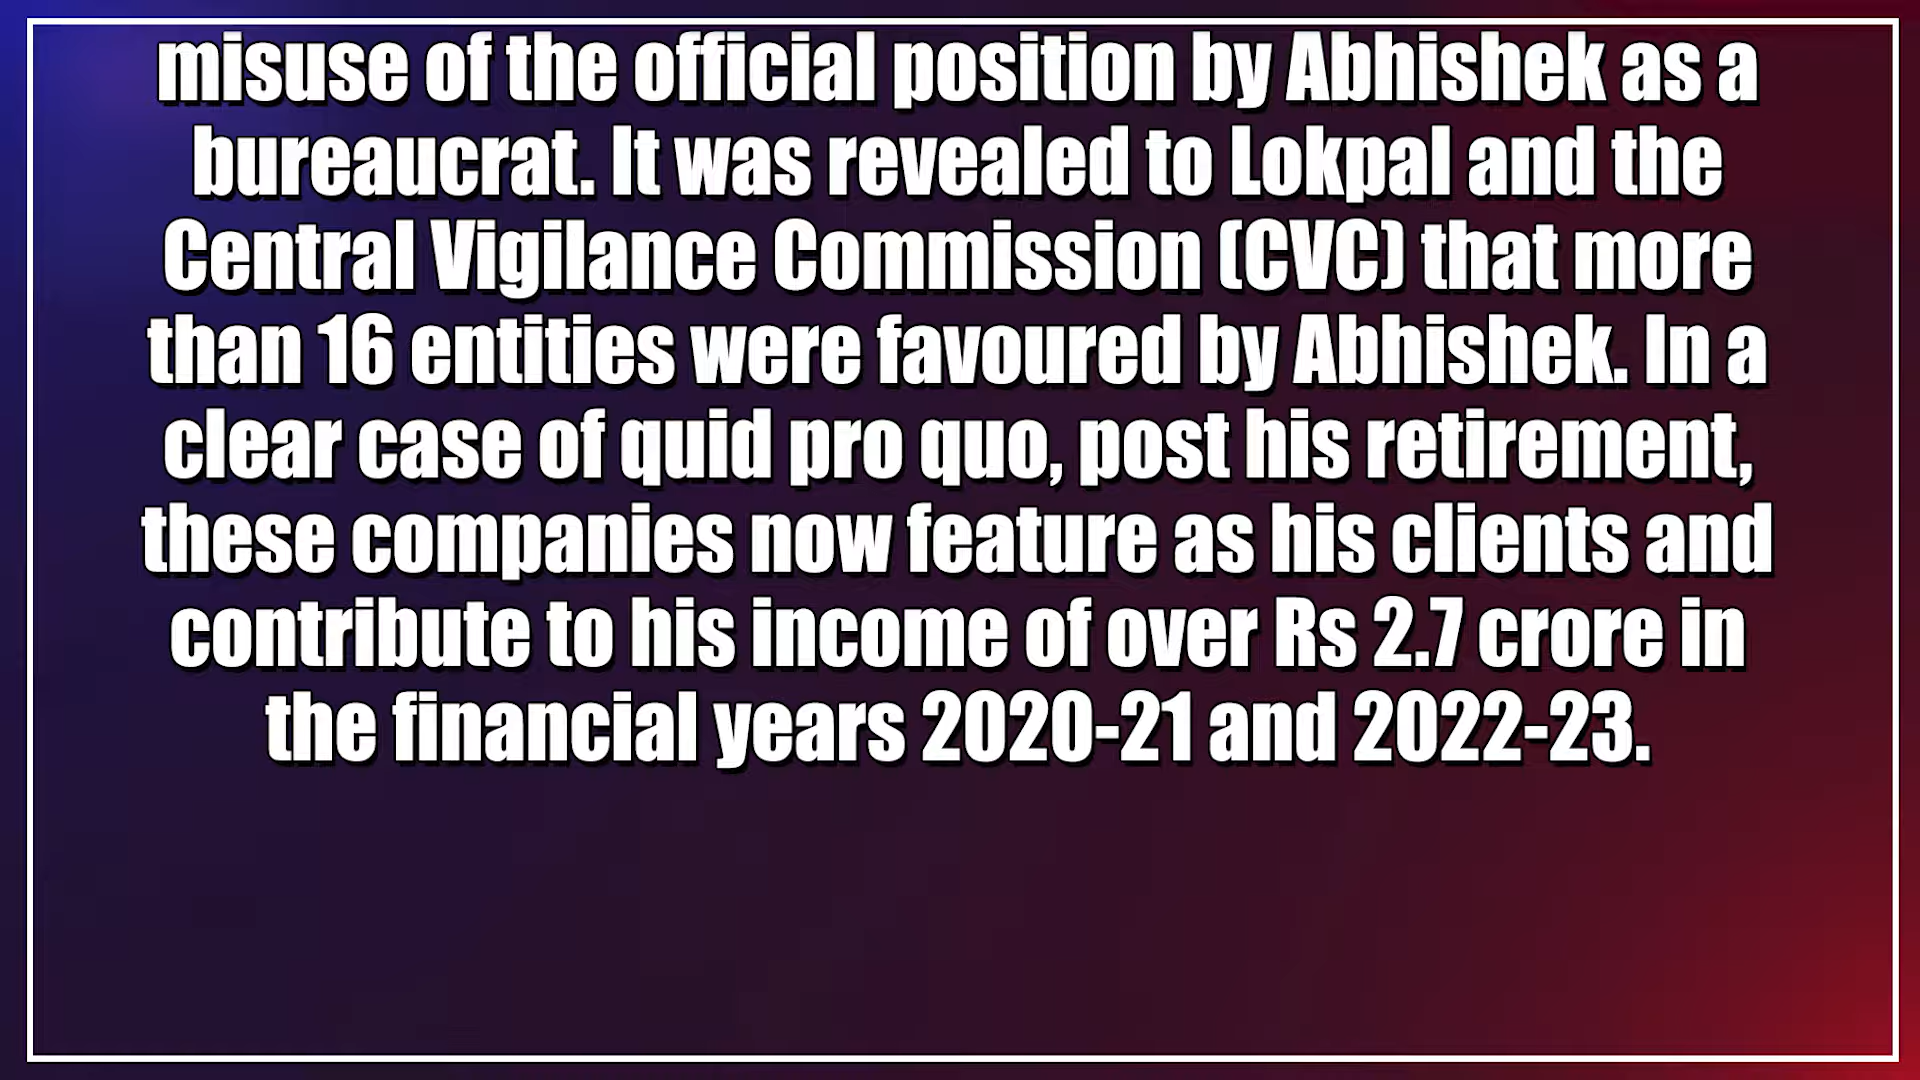 misuse of the official position by Abhishek as a
bureaucrat. It was revealed to Lokpal and the
Central Vigilance Commission (CVC) that more
than 16 entities were favoured by Abhishek. In a
clear case of quid pro quo, post his retirement,
these companies now feature as his clients and
contribute to his income of over Rs 2.7 crore in
the financial years 2020-21 and 2022-23.